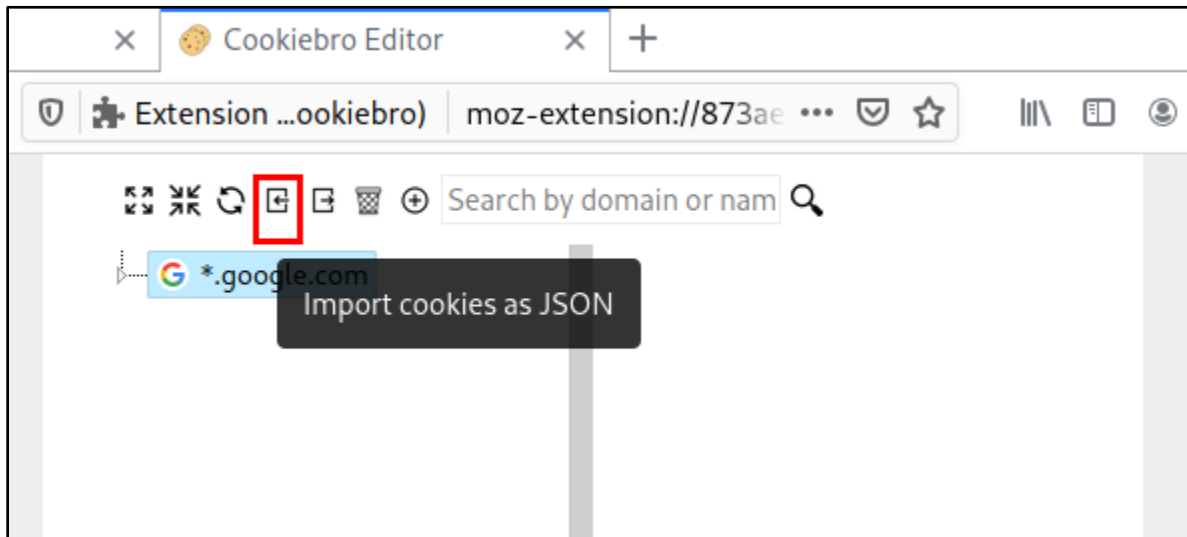 Cookiebro Editor
Extension ...ookiebro) moz-extension://873ae
Search by domain or nam
*.google.com
Import cookies as JSON